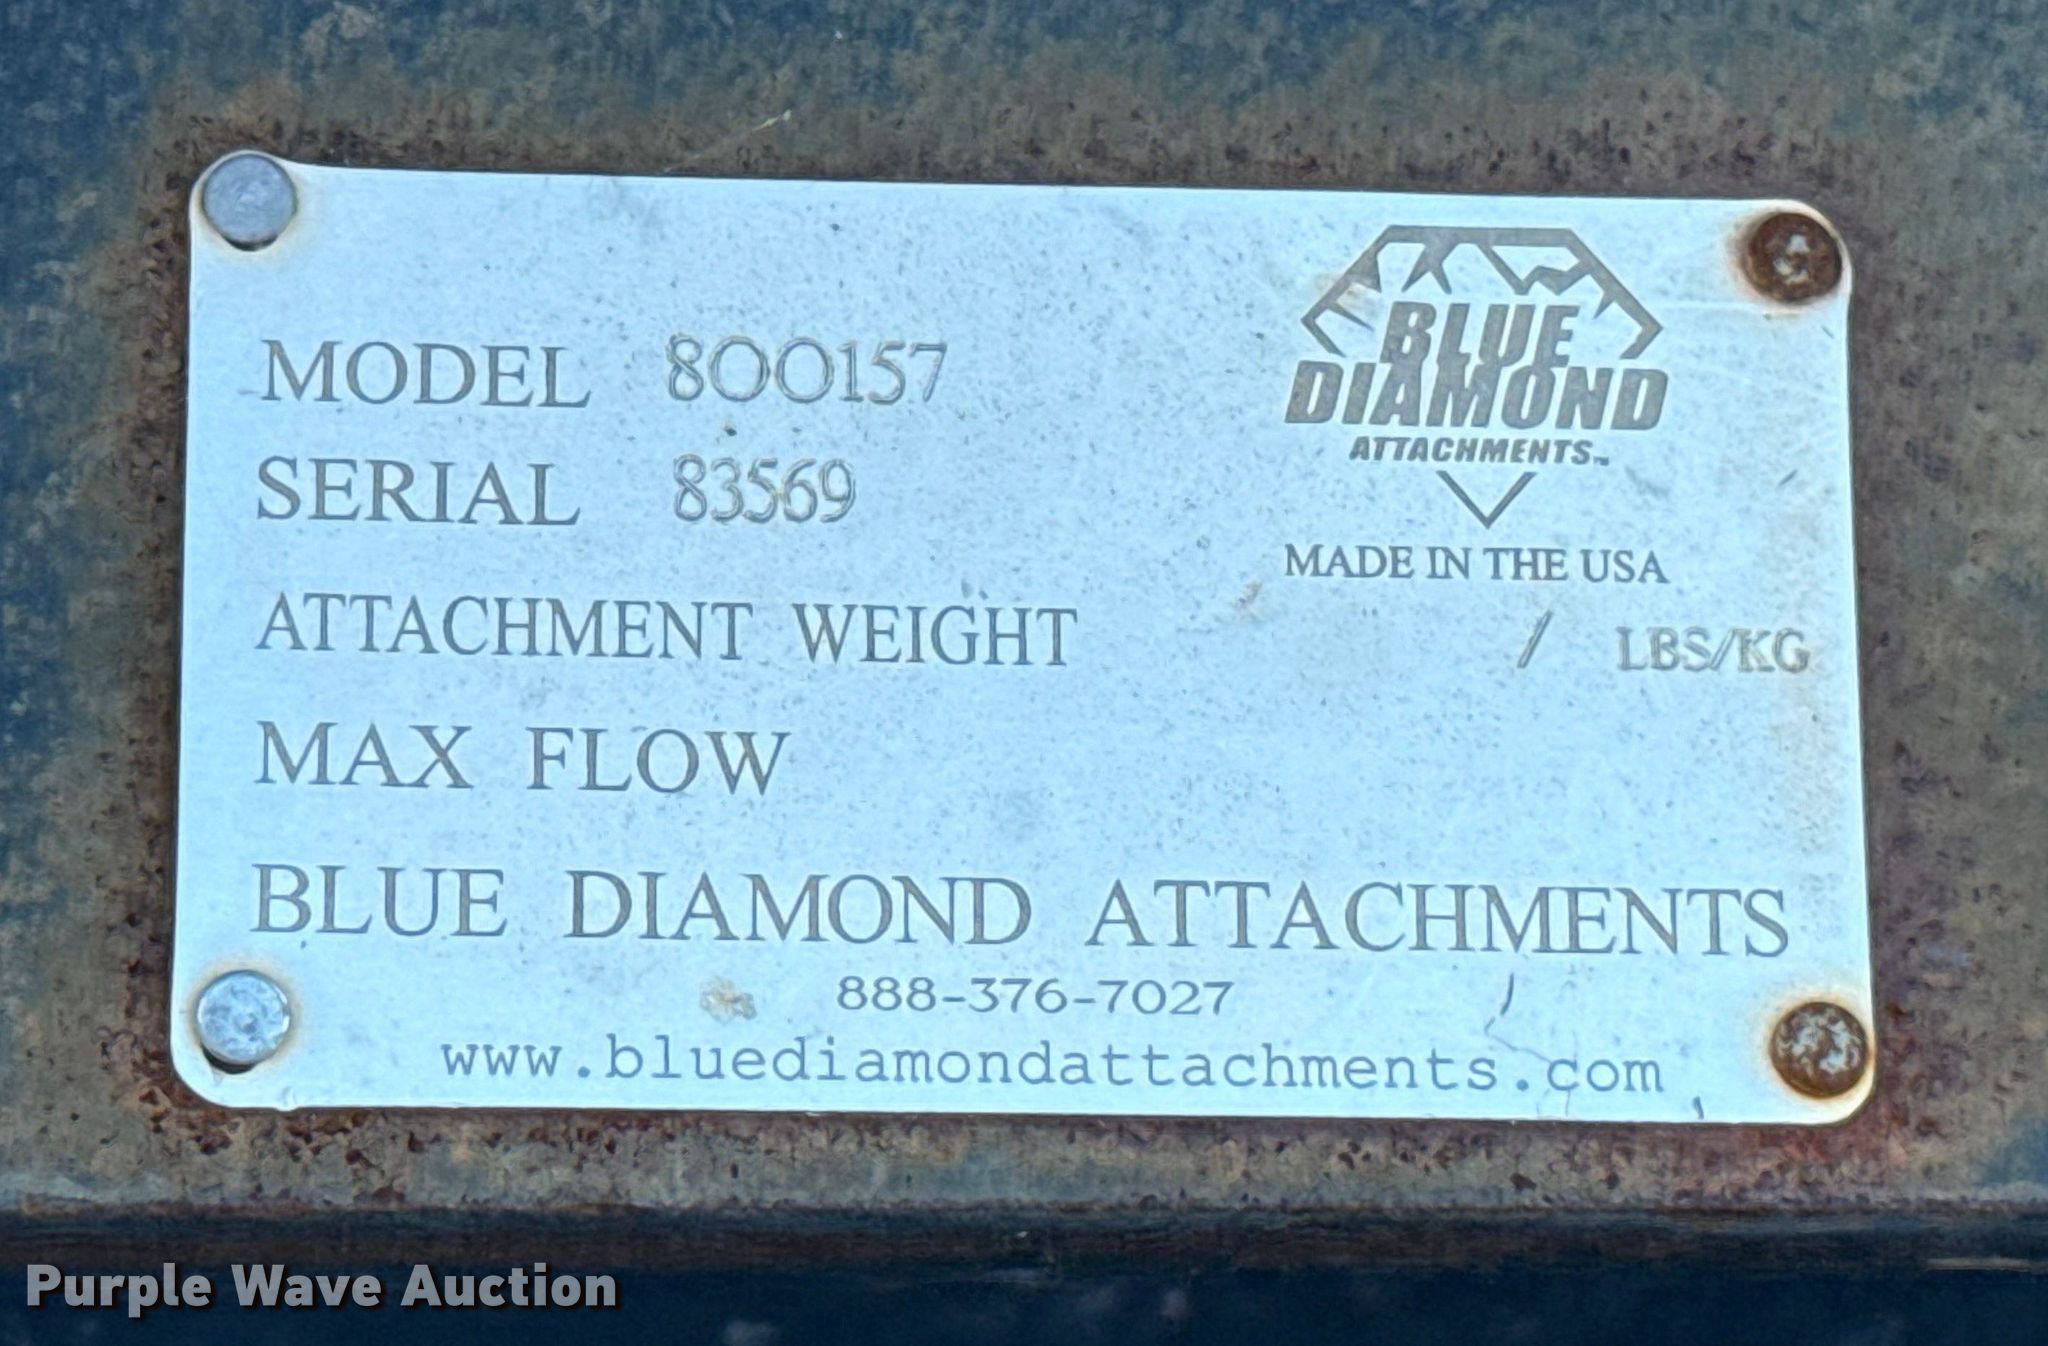 MODEL 800157
SERIAL 83569
BLUE
DIAMOND
ATTACHMENTS™
MADE IN THE USA
ATTACHMENT WEIGHT / LBS/KG
MAX FLOW
BLUE DIAMOND ATTACHMENTS
888-376-7027
www.bluediamondattachments.com
Purple Wave Auction